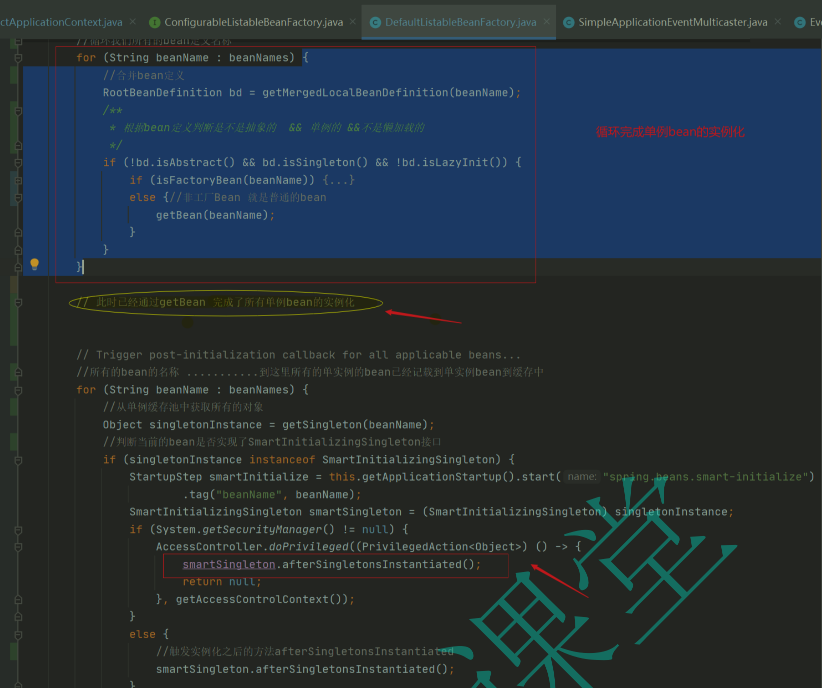 ctApplicationContext.java × ConfigurableListableBeanFactory.java × DefaultListableBeanFactory.java × SimpleApplicationEventMulticaster.java × Ev
//循环我们所有的bean定义名称
for (String beanName : beanNames) {
//合并bean定义
RootBeanDefinition bd = getMergedLocalBeanDefinition(beanName);
/**
* 根据bean定义判断是不是抽象的 && 单例的 &&不是懒加载的
循环完成单例bean的实例化
*/
if (!bd.isAbstract() && bd.isSingleton() && !bd.isLazyInit()) {
if (isFactoryBean(beanName)) {...}
else {//非工厂Bean 就是普通的bean
getBean(beanName);
}
}
}
// 此时已经通过getBean 完成了所有单例bean的实例化
// Trigger post-initialization callback for all applicable beans...
//所有的bean的名称 ...........到这里所有的单实例的bean已经记载到单实例bean到缓存中
for (String beanName : beanNames) {
//从单例缓存池中获取所有的对象
Object singletonInstance = getSingleton(beanName);
//判断当前的bean是否实现了SmartInitializingSingleton接口
if (singletonInstance instanceof SmartInitializingSingleton) {
StartupStep smartInitialize = this.getApplicationStartup().start( name: "spring.beans.smart-initialize")
.tag("beanName", beanName);
SmartInitializingSingleton smartSingleton = (SmartInitializingSingleton) singletonInstance;
if (System.getSecurityManager() != null) {
AccessController.doPrivileged((PrivilegedAction<Object>) () -> {
smartSingleton.afterSingletonsInstantiated();
return null;
}, getAccessControlContext());
}
else {
//触发实例化之后的方法afterSingletonsInstantiated
smartSingleton.afterSingletonsInstantiated();
}
课堂